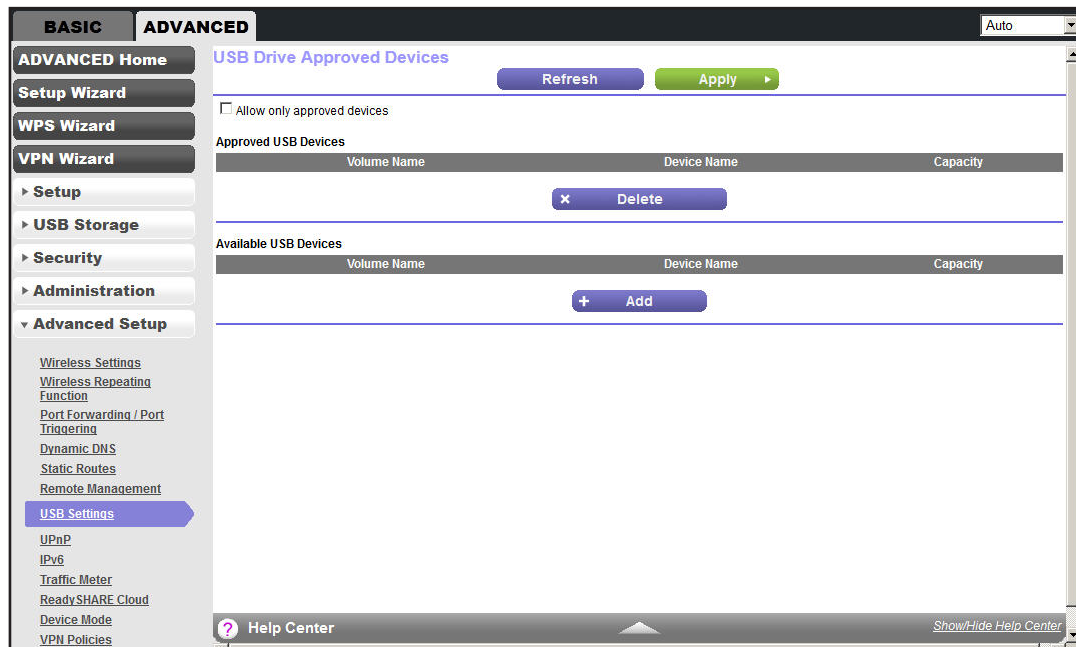 BASIC
ADVANCED
Auto
ADVANCED Home
Setup Wizard
WPS Wizard
VPN Wizard
Setup
USB Storage
Security
Administration
Advanced Setup
Wireless Settings
Wireless Repeating
Function
Port Forwarding / Port
Triggering
Dynamic DNS
Static Routes
Remote Management
USB Settings
UPnP
IPv6
Traffic Meter
ReadySHARE Cloud
Device Mode
VPN Policies
USB Drive Approved Devices
Refresh
Apply
Allow only approved devices
Approved USB Devices
Volume Name Device Name Capacity
Delete
Available USB Devices
Volume Name Device Name Capacity
Add
? Help Center
Show/Hide Help Center